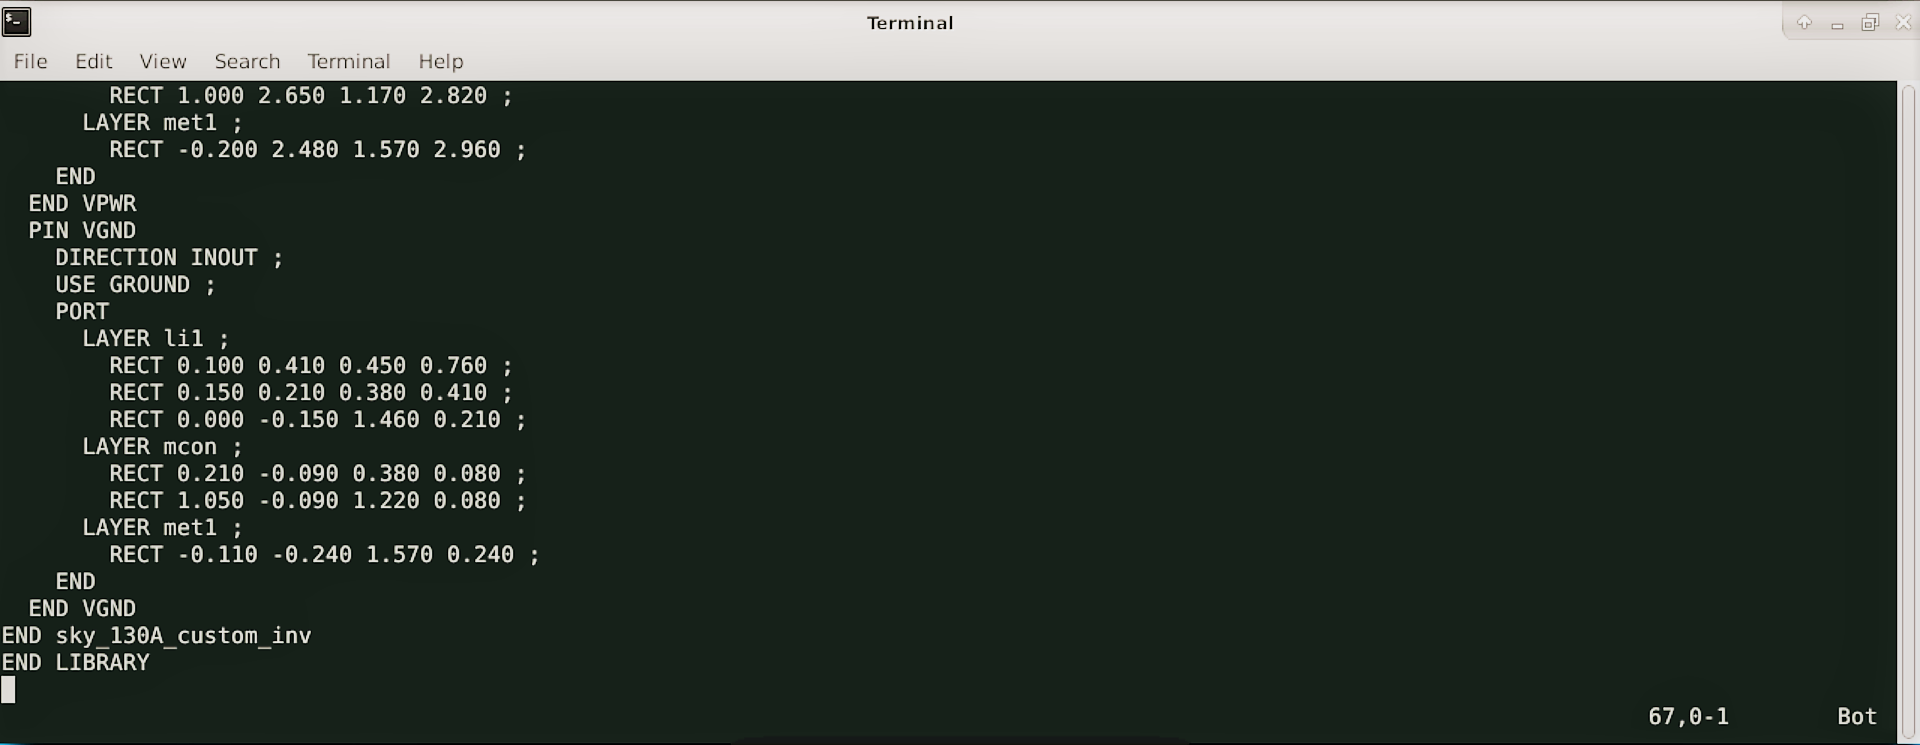 Terminal
File Edit View Search Terminal Help
RECT 1.000 2.650 1.170 2.820 ;
LAYER met1 ;
RECT -0.200 2.480 1.570 2.960 ;
END
END VPWR
PIN VGND
DIRECTION INOUT ;
USE GROUND ;
PORT
LAYER li1 ;
RECT 0.100 0.410 0.450 0.760 ;
RECT 0.150 0.210 0.380 0.410 ;
RECT 0.000 -0.150 1.460 0.210 ;
LAYER mcon ;
RECT 0.210 -0.090 0.380 0.080 ;
RECT 1.050 -0.090 1.220 0.080 ;
LAYER met1 ;
RECT -0.110 -0.240 1.570 0.240 ;
END
END VGND
END sky_130A_custom_inv
END LIBRARY
67,0-1 Bot